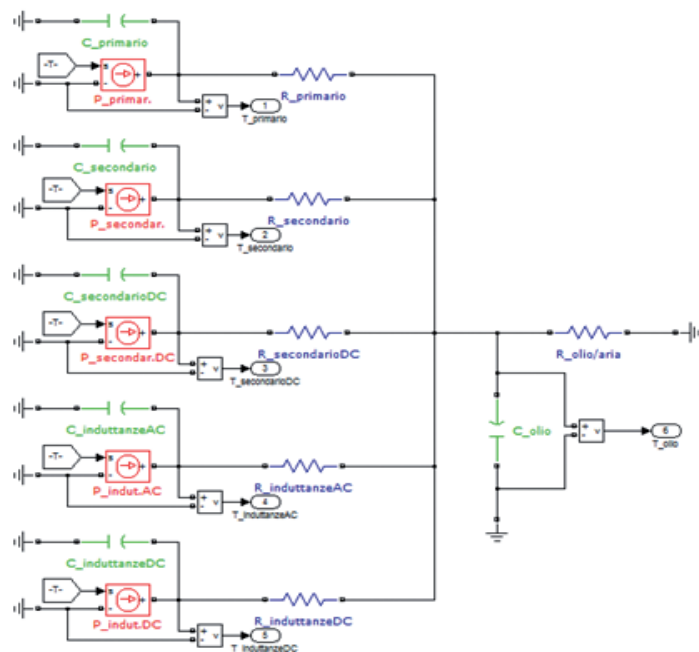 C_primario
-T-
s
-
+
P_primar.
R_primario
+
-
v
1
T_primario
C_secondario
-T-
s
-
+
P_secondar.
R_secondario
+
-
v
2
T_secondario
C_secondarioDC
-T-
s
-
+
P_secondar.DC
R_secondarioDC
+
-
v
3
T_secondarioDC
R_olio/aria
C_olio
+
-
v
6
T_olio
C_induttanzeAC
-T-
s
-
+
P_indut.AC
R_induttanzeAC
+
-
v
4
T_induttanzeAC
C_induttanzeDC
-T-
s
-
+
P_indut.DC
R_induttanzeDC
+
-
v
5
T_induttanzeDC